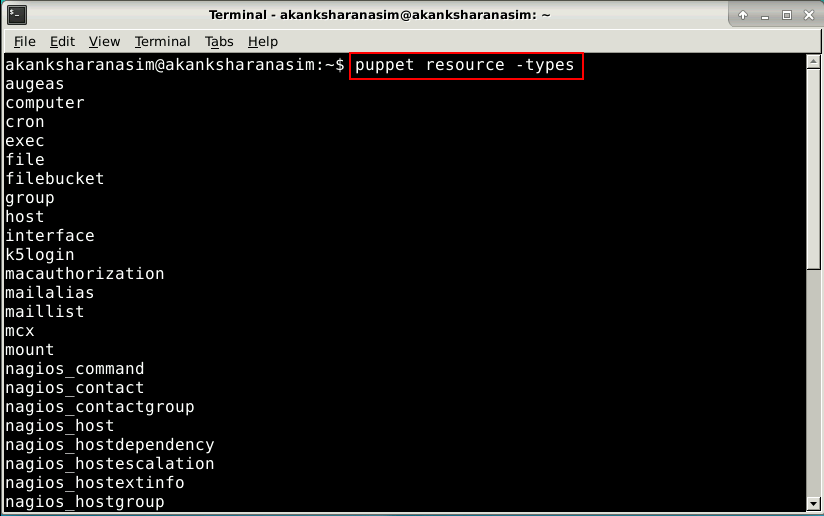 Terminal - akanksharanasim@akanksharanasim: ~
File Edit View Terminal Tabs Help
akanksharanasim@akanksharanasim:~$ puppet resource -types
augeas
computer
cron
exec
file
filebucket
group
host
interface
k5login
macauthorization
mailalias
maillist
mcx
mount
nagios_command
nagios_contact
nagios_contactgroup
nagios_host
nagios_hostdependency
nagios_hostescalation
nagios_hostextinfo
nagios_hostgroup